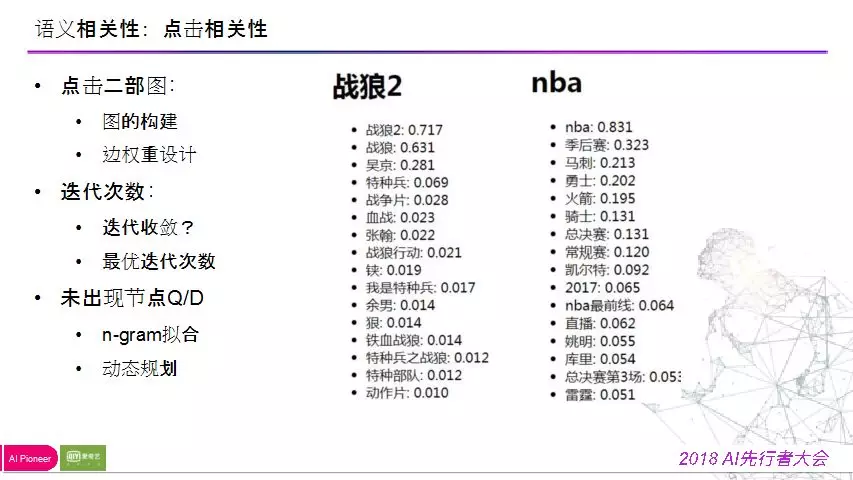 语义相关性：点击相关性
• 点击二部图：
• 图的构建
• 边权重设计
• 迭代次数：
• 迭代收敛？
• 最优迭代次数
• 未出现节点Q/D
• n-gram拟合
• 动态规划
战狼2
• 战狼2: 0.717
• 战狼: 0.631
• 吴京: 0.281
• 特种兵: 0.069
• 战争片: 0.028
• 血战: 0.023
• 张翰: 0.022
• 战狼行动: 0.021
• 铗: 0.019
• 我是特种兵: 0.017
• 余男: 0.014
• 狼: 0.014
• 铁血战狼: 0.014
• 特种兵之战狼: 0.012
• 特种部队: 0.012
• 动作片: 0.010
nba
• nba: 0.831
• 季后赛: 0.323
• 马刺: 0.213
• 勇士: 0.202
• 火箭: 0.195
• 骑士: 0.131
• 总决赛: 0.131
• 常规赛: 0.120
• 凯尔特: 0.092
• 2017: 0.065
• nba最前线: 0.064
• 直播: 0.062
• 姚明: 0.055
• 库里: 0.054
• 总决赛第3场: 0.053
• 雷霆: 0.051
AI Pioneer
QIY 爱奇艺
2018 AI先行者大会